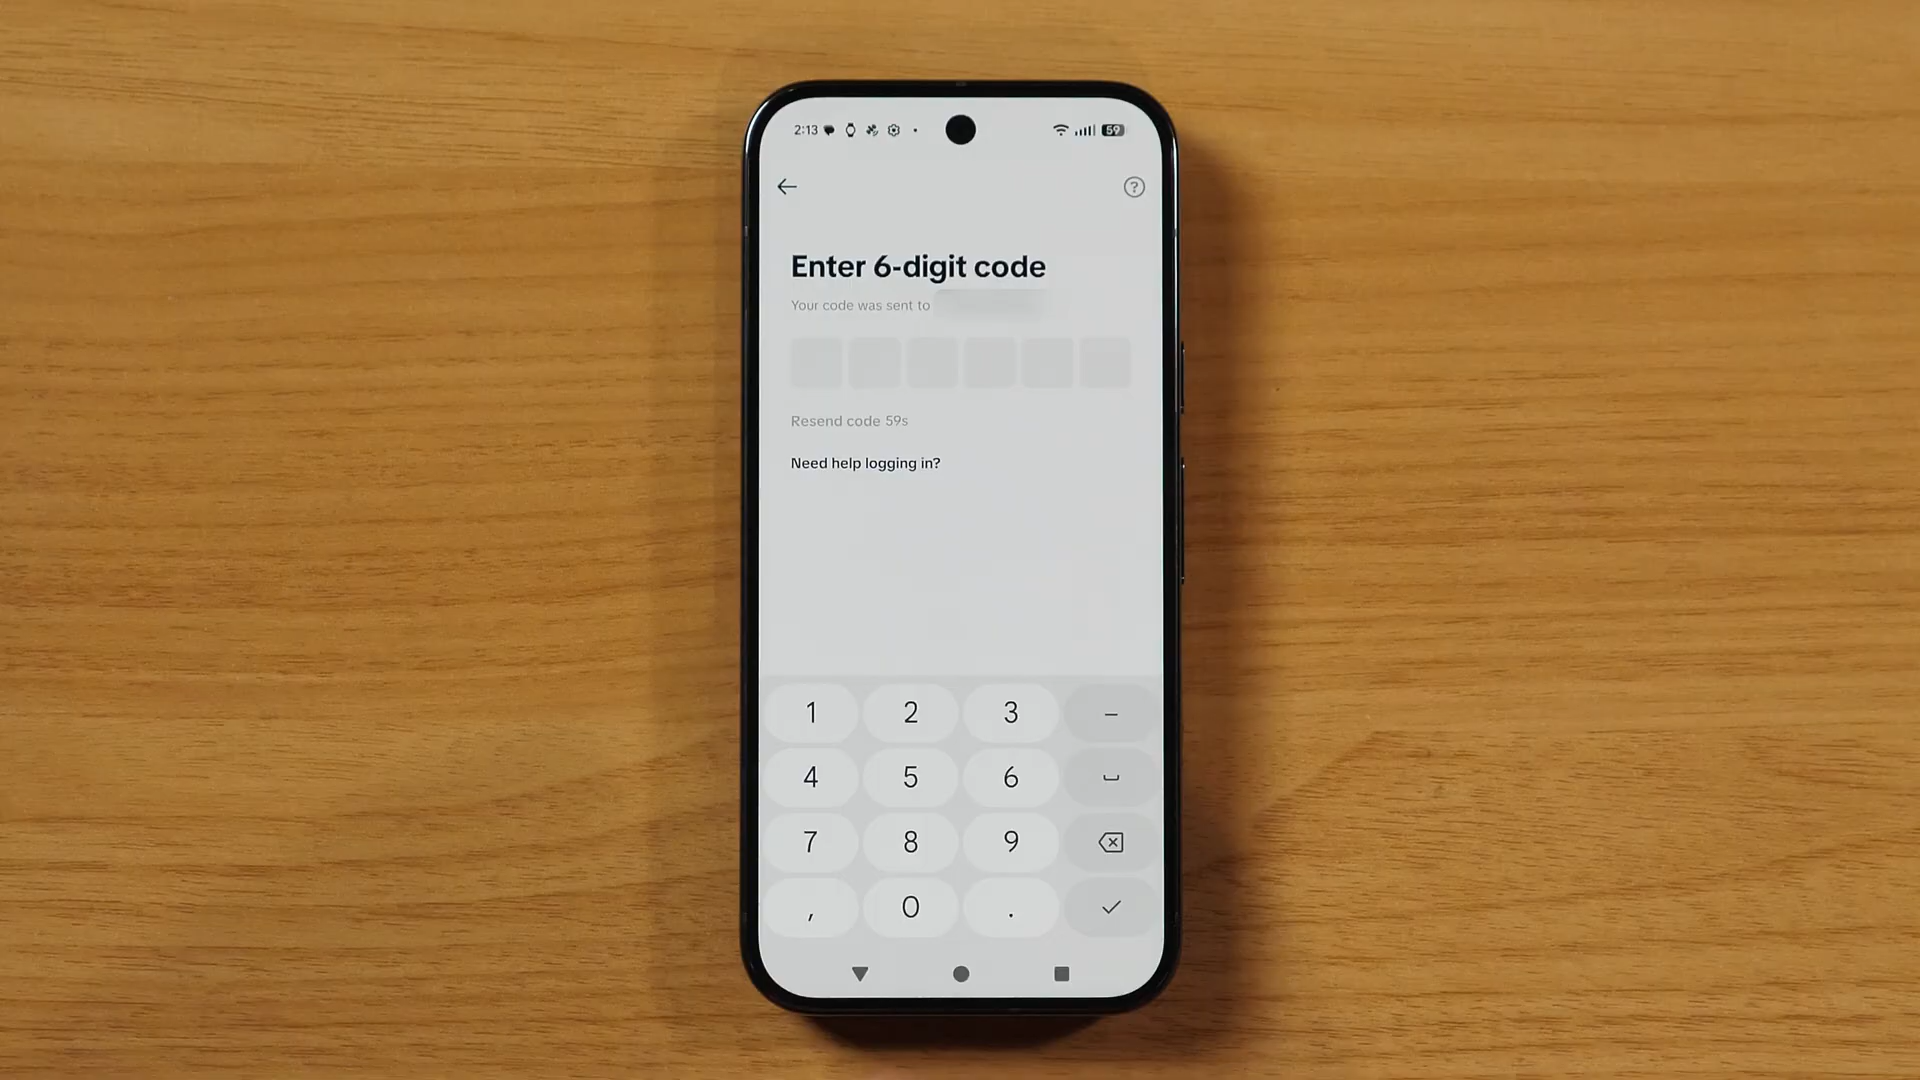 2:13
59
Enter 6-digit code
Your code was sent to
Resend code 59s
Need help logging in?
1 2 3 –
4 5 6
7 8 9
, 0 .